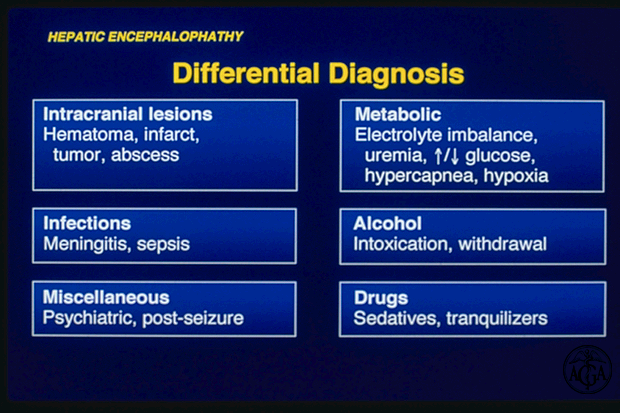 HEPATIC ENCEPHALOPHATHY
Differential Diagnosis
Intracranial lesions
Hematoma, infarct,
tumor, abscess
Metabolic
Electrolyte imbalance,
uremia, ↑/↓ glucose,
hypercapnea, hypoxia
Infections
Meningitis, sepsis
Alcohol
Intoxication, withdrawal
Miscellaneous
Psychiatric, post-seizure
Drugs
Sedatives, tranquilizers
AGA